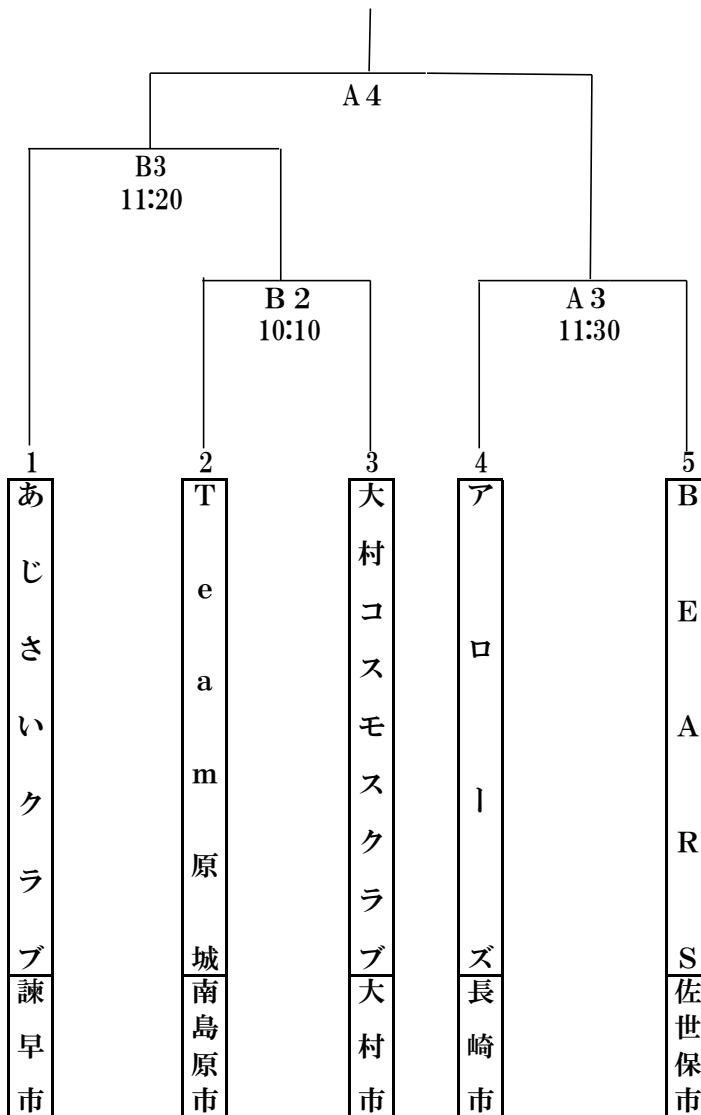 A４
B3
11:20
B２
10:10
A３
11:30
1
2
3
4
5
あじさいクラブ
諫早市
Team原城
南島原市
大村コスモスクラブ
大村市
アローズ
長崎市
BEARS
佐世保市